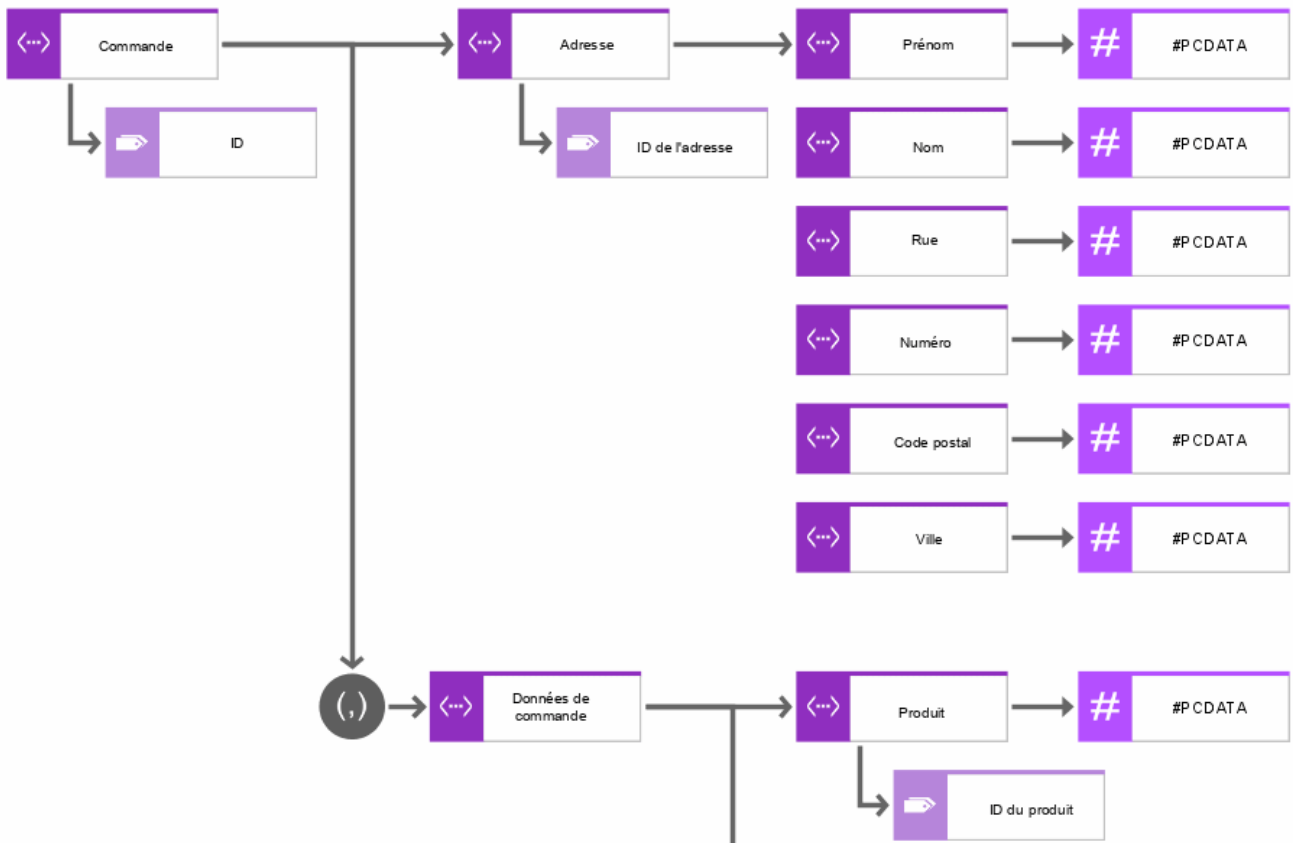 Commande
Adresse
Prénom
#PCDATA
ID
ID de l'adresse
Nom
#PCDATA
Rue
#PCDATA
Numéro
#PCDATA
Code postal
#PCDATA
Ville
#PCDATA
(,)
Données de
commande
Produit
#PCDATA
ID du produit